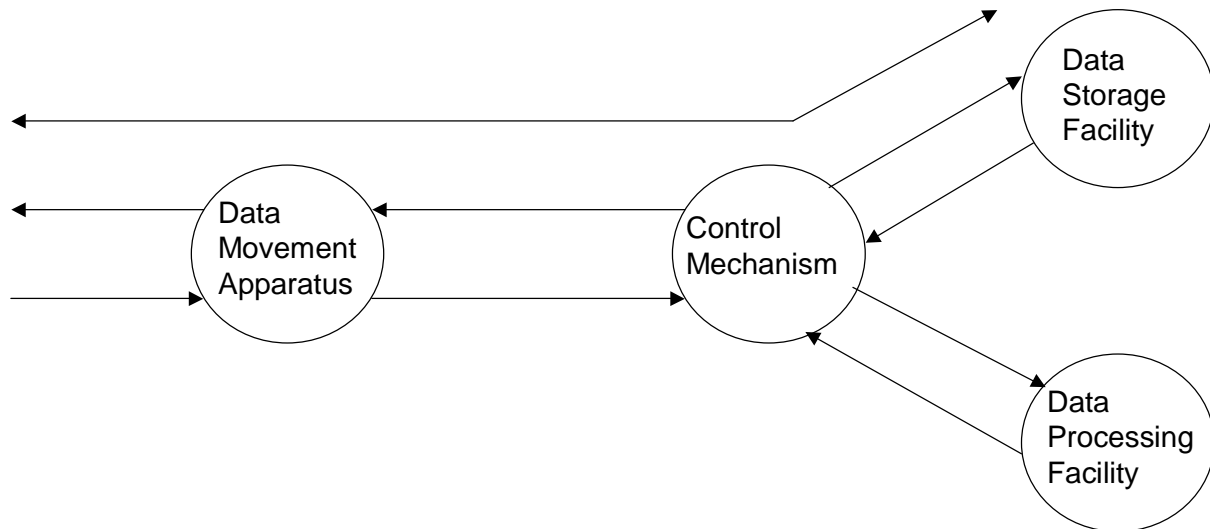 Data
Storage
Facility
Data
Movement
Apparatus
Control
Mechanism
Data
Processing
Facility